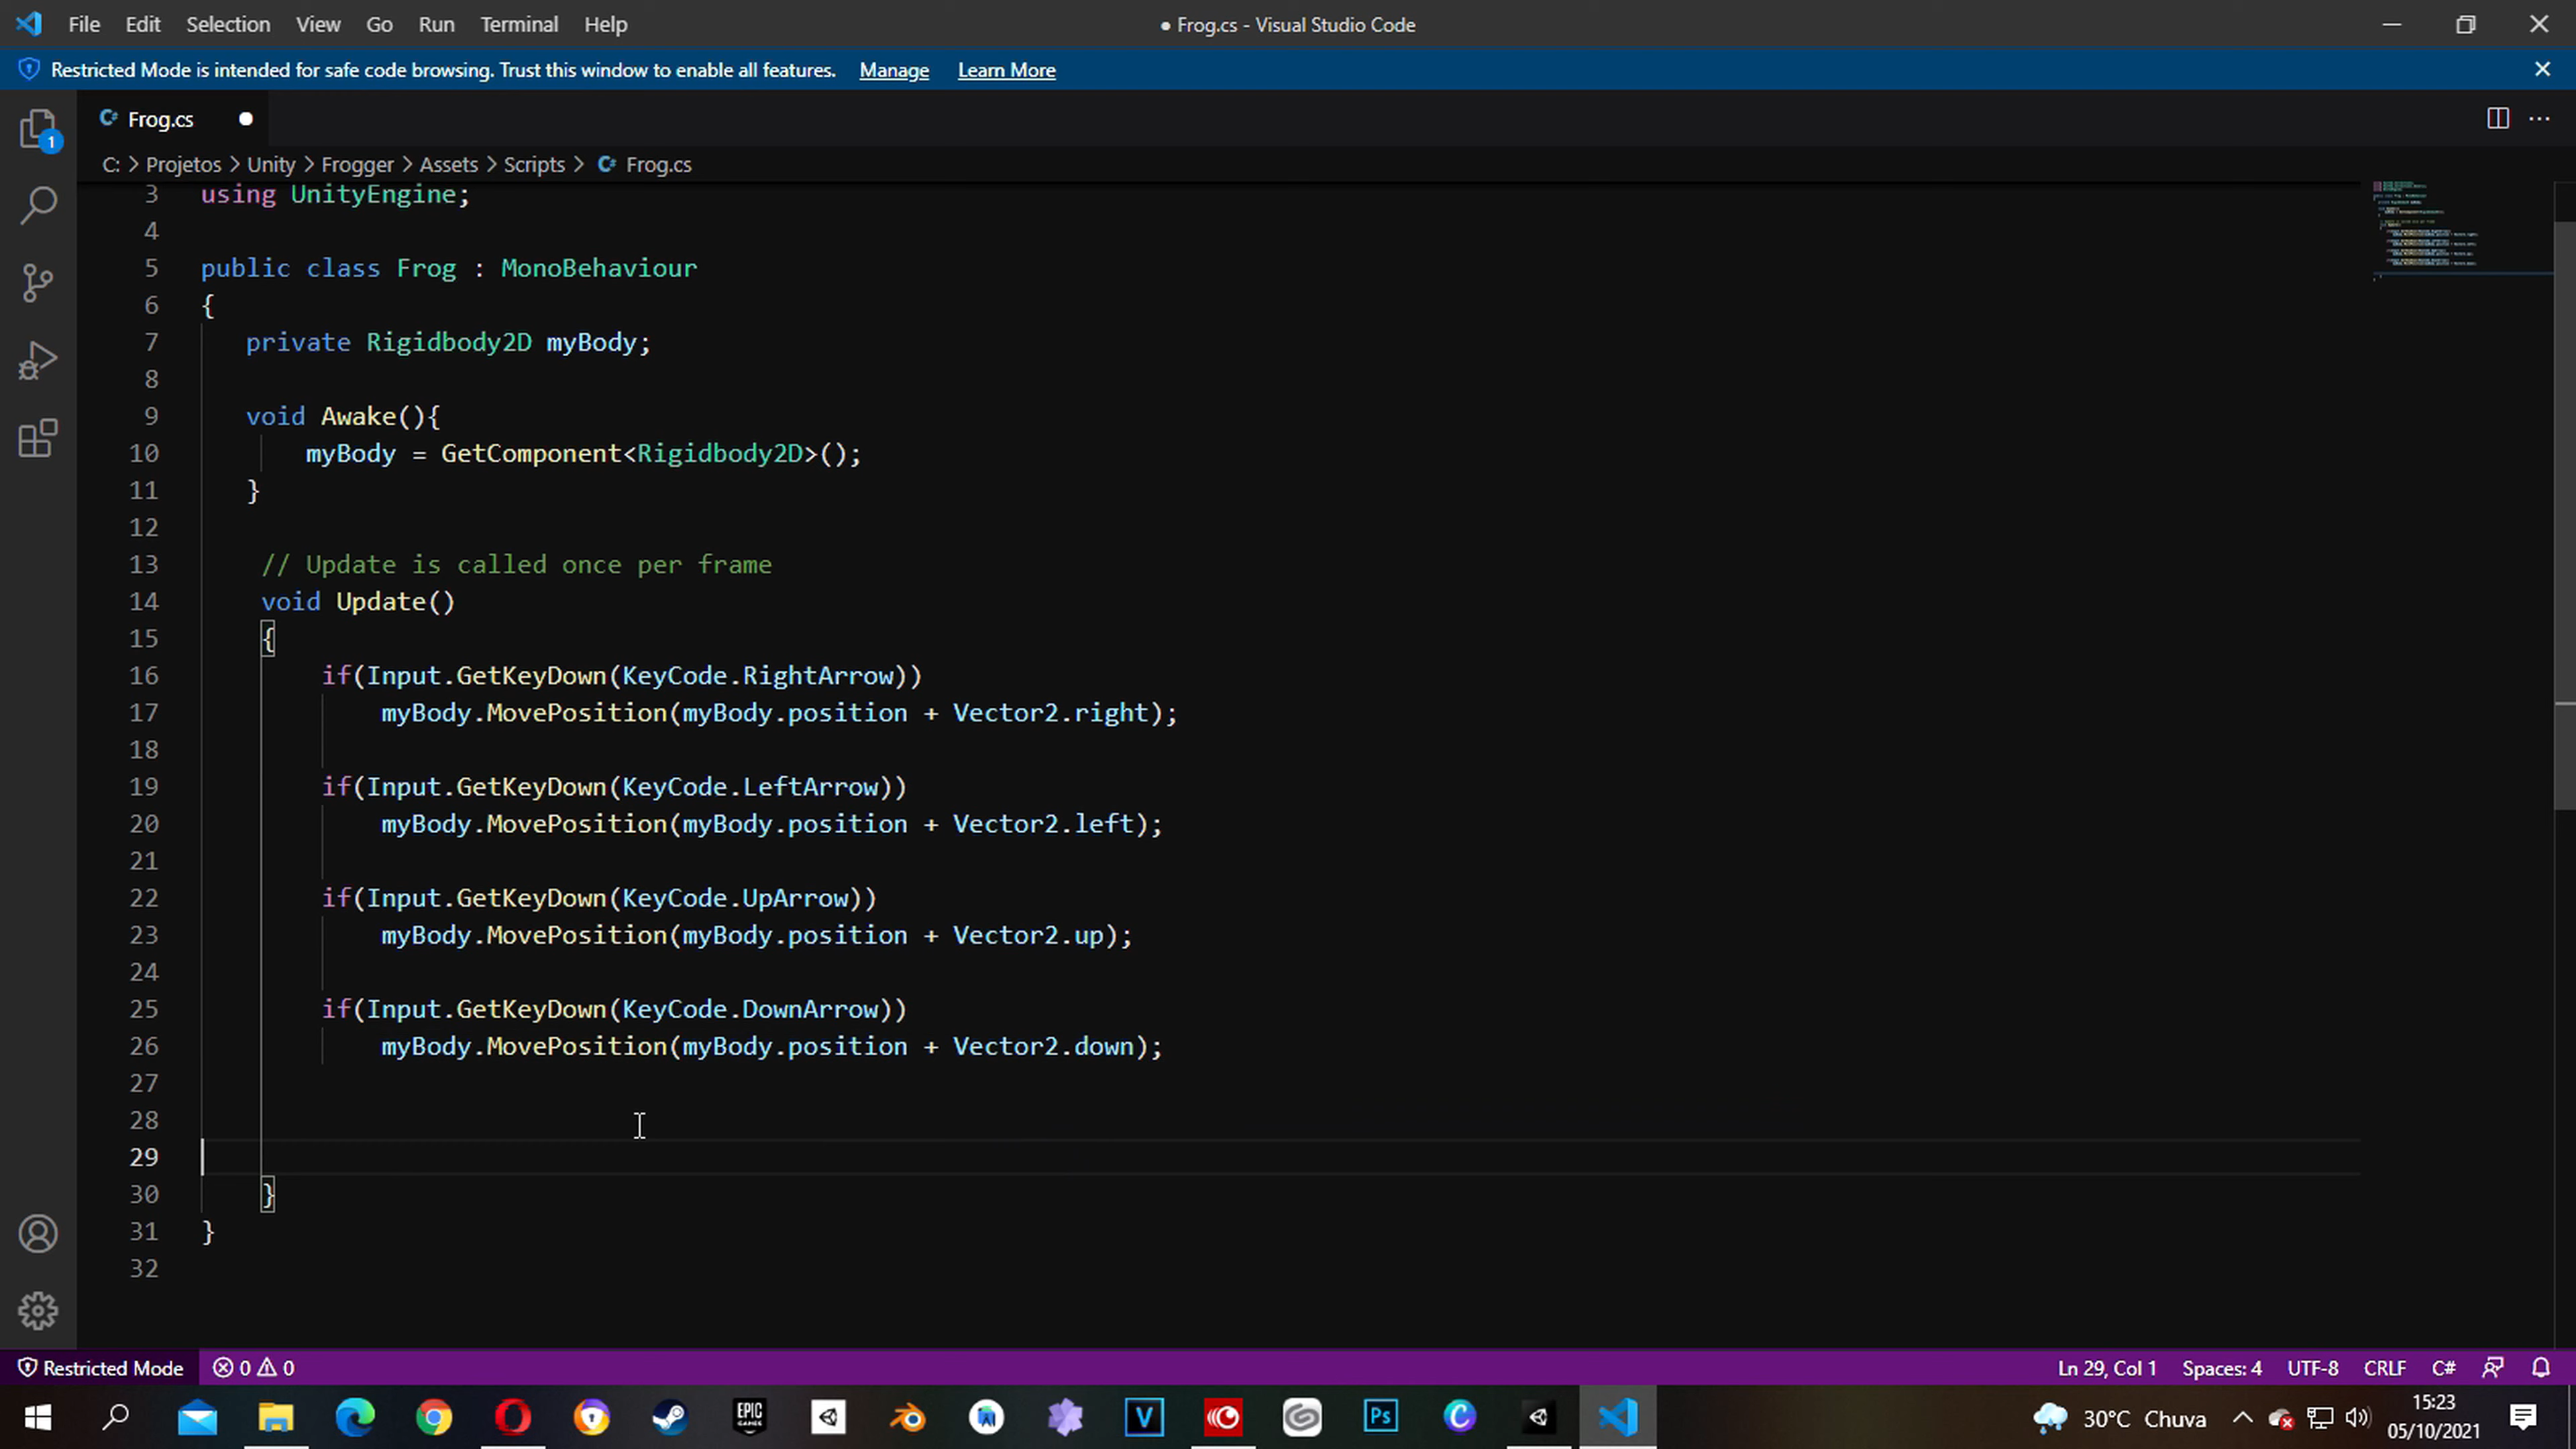 File Edit Selection View Go Run Terminal Help ● Frog.cs - Visual Studio Code
Restricted Mode is intended for safe code browsing. Trust this window to enable all features. Manage Learn More
Frog.cs
C: > Projetos > Unity > Frogger > Assets > Scripts > Frog.cs
3 using UnityEngine;
4
5 public class Frog : MonoBehaviour
6 {
7 private Rigidbody2D myBody;
8
9 void Awake(){
10 myBody = GetComponent<Rigidbody2D>();
11 }
12
13 // Update is called once per frame
14 void Update()
15 {
16 if(Input.GetKeyDown(KeyCode.RightArrow))
17 myBody.MovePosition(myBody.position + Vector2.right);
18
19 if(Input.GetKeyDown(KeyCode.LeftArrow))
20 myBody.MovePosition(myBody.position + Vector2.left);
21
22 if(Input.GetKeyDown(KeyCode.UpArrow))
23 myBody.MovePosition(myBody.position + Vector2.up);
24
25 if(Input.GetKeyDown(KeyCode.DownArrow))
26 myBody.MovePosition(myBody.position + Vector2.down);
27
28
29
30 }
31 }
32
Restricted Mode 0 0 Ln 29, Col 1 Spaces: 4 UTF-8 CRLF C#
EPIC GAMES V Ps C 30°C Chuva 15:23
05/10/2021
1